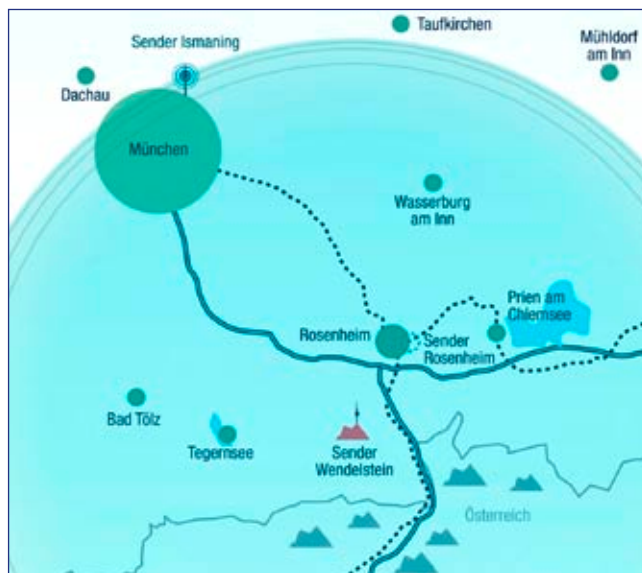 Taufkirchen
Sender Ismaning
Mühldorf
am Inn
Dachau
München
Wasserburg
am Inn
Prien am
Chiemsee
Rosenheim
Sender
Rosenheim
Bad Tölz
Tegernsee
Sender
Wendelstein
Österreich